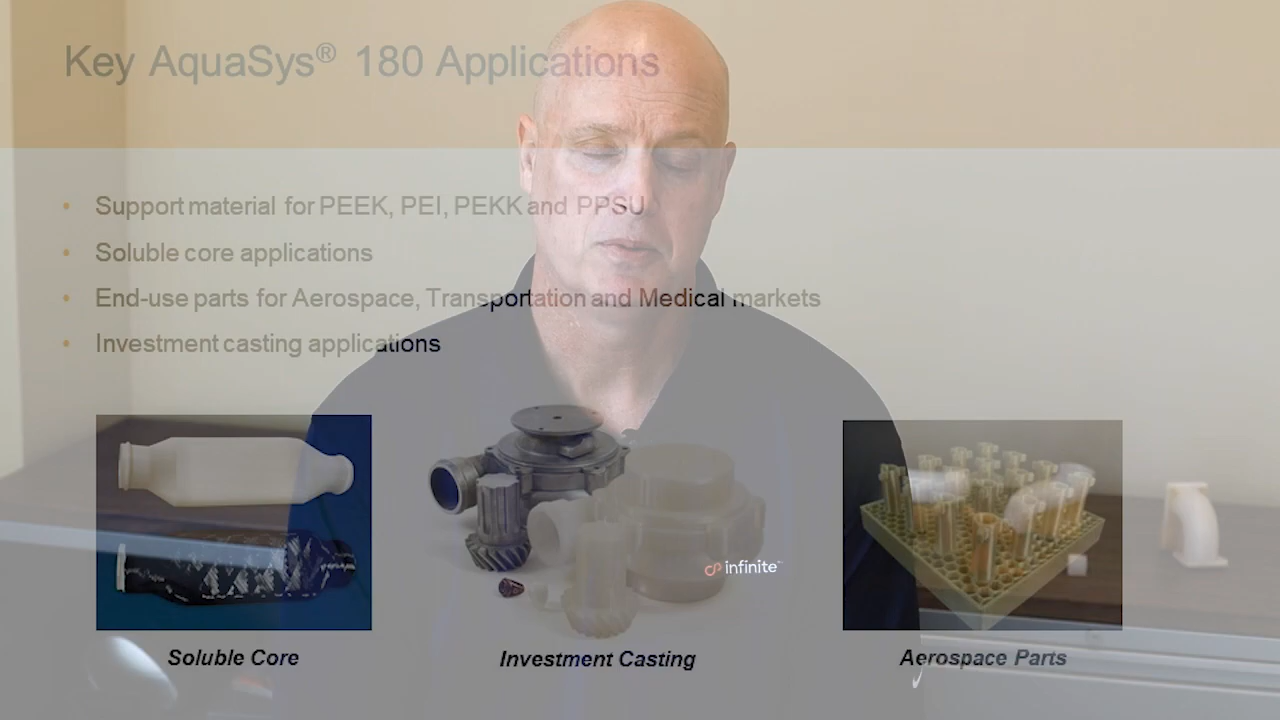 Key AquaSys® 180 Applications
• Support material for PEEK, PEI, PEKK and PPSU
• Soluble core applications
• End-use parts for Aerospace, Transportation and Medical markets
• Investment casting applications
infinite™
Soluble Core
Investment Casting
Aerospace Parts